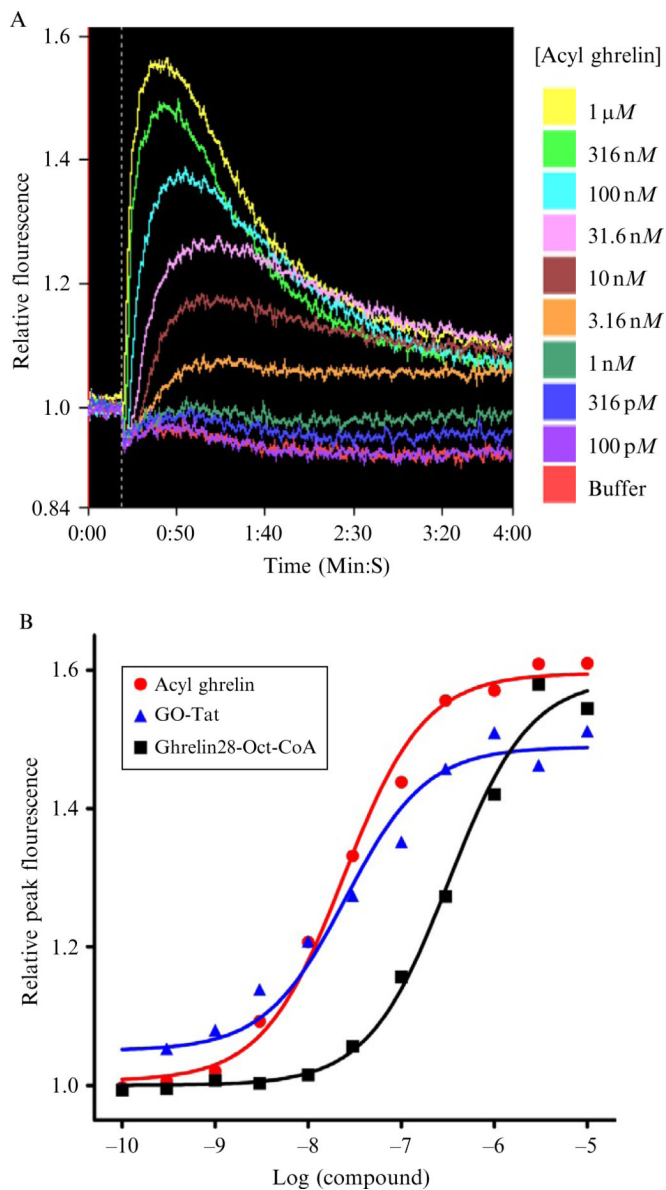 A
1.6
1.4
1.2
1.0
0.84
Relative flourescence
0:00 0:50 1:40 2:30 3:20 4:00
Time (Min:S)
[Acyl ghrelin]
1 μM
316 nM
100 nM
31.6 nM
10 nM
3.16 nM
1 nM
316 pM
100 pM
Buffer
B
1.6
1.4
1.2
1.0
Relative peak flourescence
Acyl ghrelin
GO-Tat
Ghrelin28-Oct-CoA
–10 –9 –8 –7 –6 –5
Log (compound)